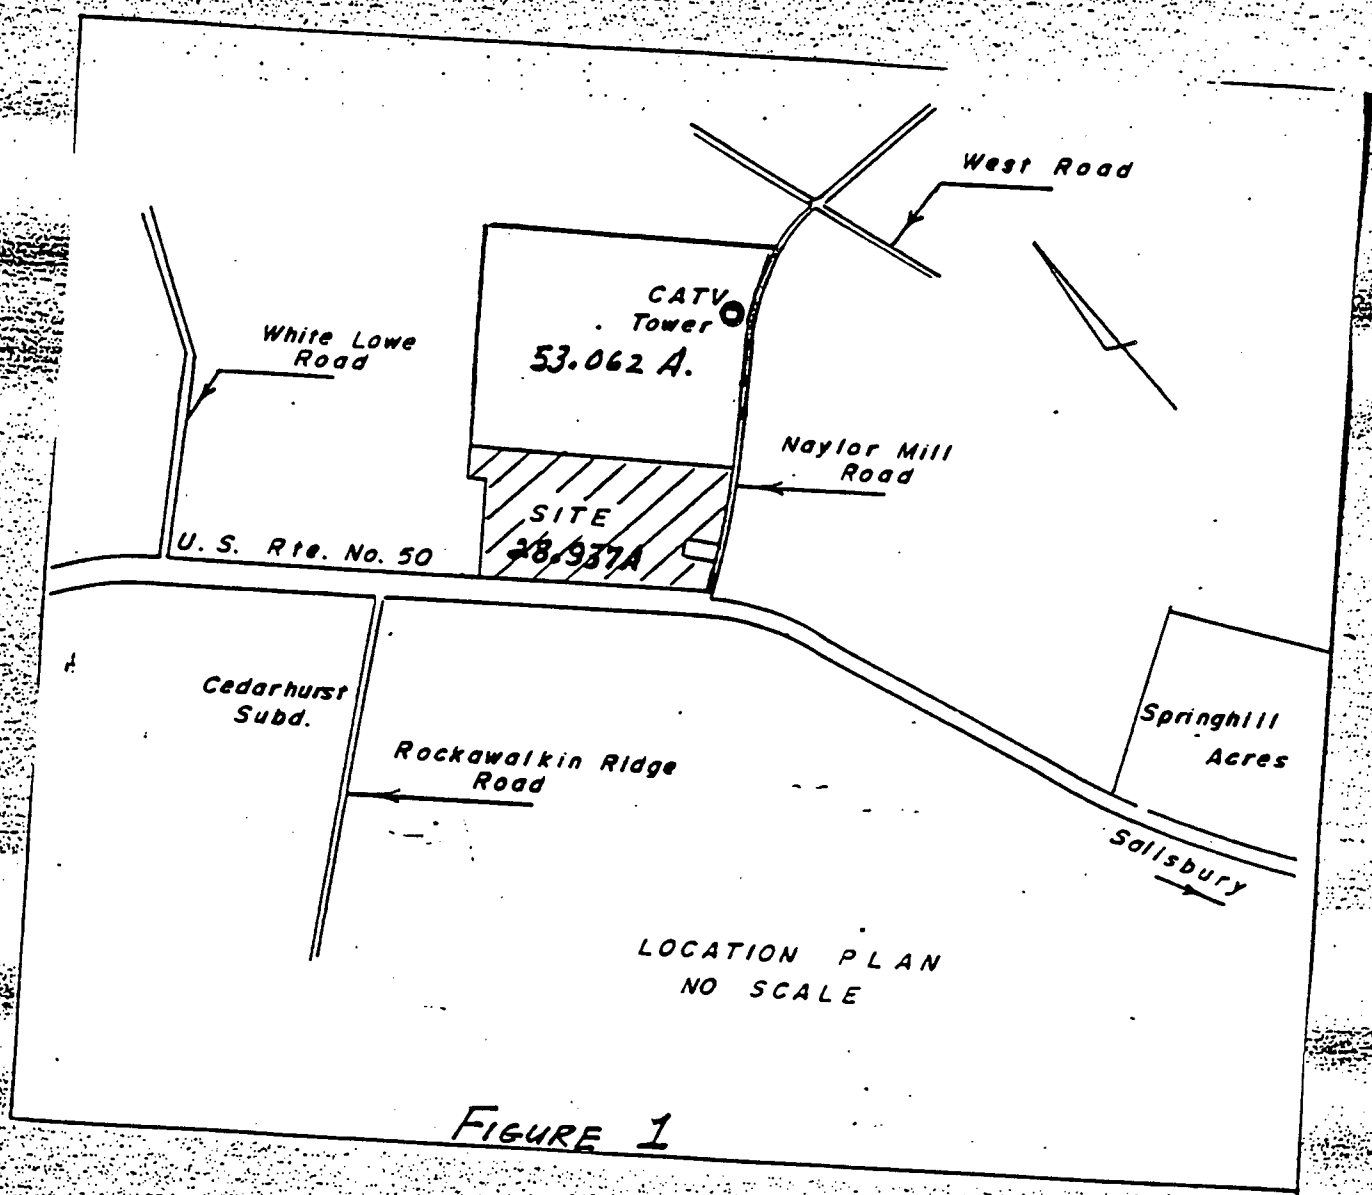 West Road
CATV
Tower
53.062 A.
White Lowe
Road
Naylor Mill
Road
SITE
28.937A
U.S. Rte. No. 50
Cedarhurst
Subd.
Springhill
Acres
Rockawalkin Ridge
Road
Salisbury
LOCATION PLAN
NO SCALE
FIGURE 1